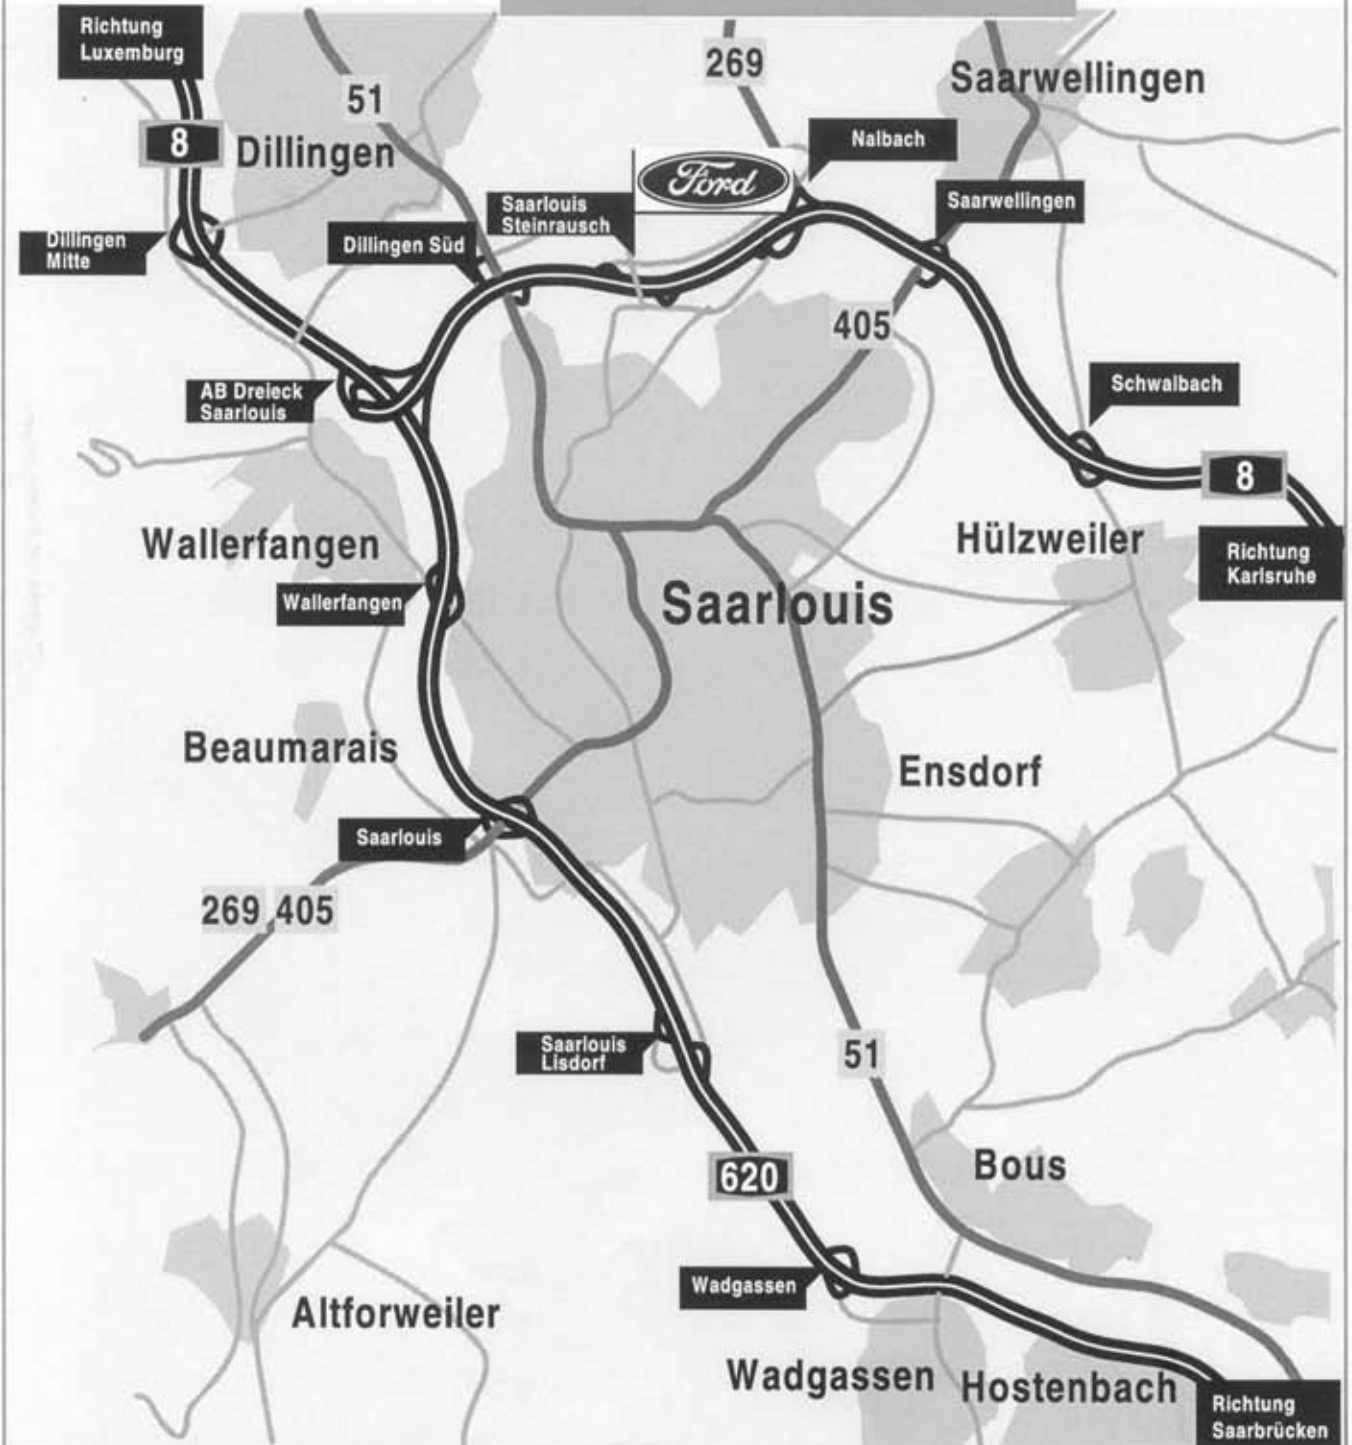 Richtung
Luxemburg
269
Saarwellingen
51
8
Dillingen
Nalbach
Ford
Saarlouis
Steinrausch
Saarwellingen
Dillingen
Mitte
Dillingen Süd
405
AB Dreieck
Saarlouis
Schwalbach
8
Wallerfangen
Hülzweiler
Richtung
Karlsruhe
Wallerfangen
Saarlouis
Beaumarais
Ensdorf
Saarlouis
269 405
Saarlouis
Lisdorf
51
620
Bous
Wadgassen
Altforweiler
Wadgassen
Hostenbach
Richtung
Saarbrücken